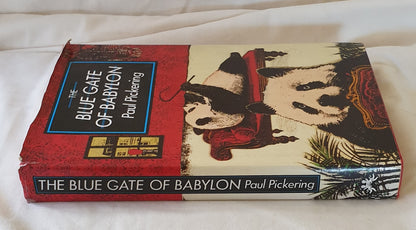 THE
BLUE GATE
OF BABYLON
Paul Pickering
THE BLUE GATE OF BABYLON Paul Pickering